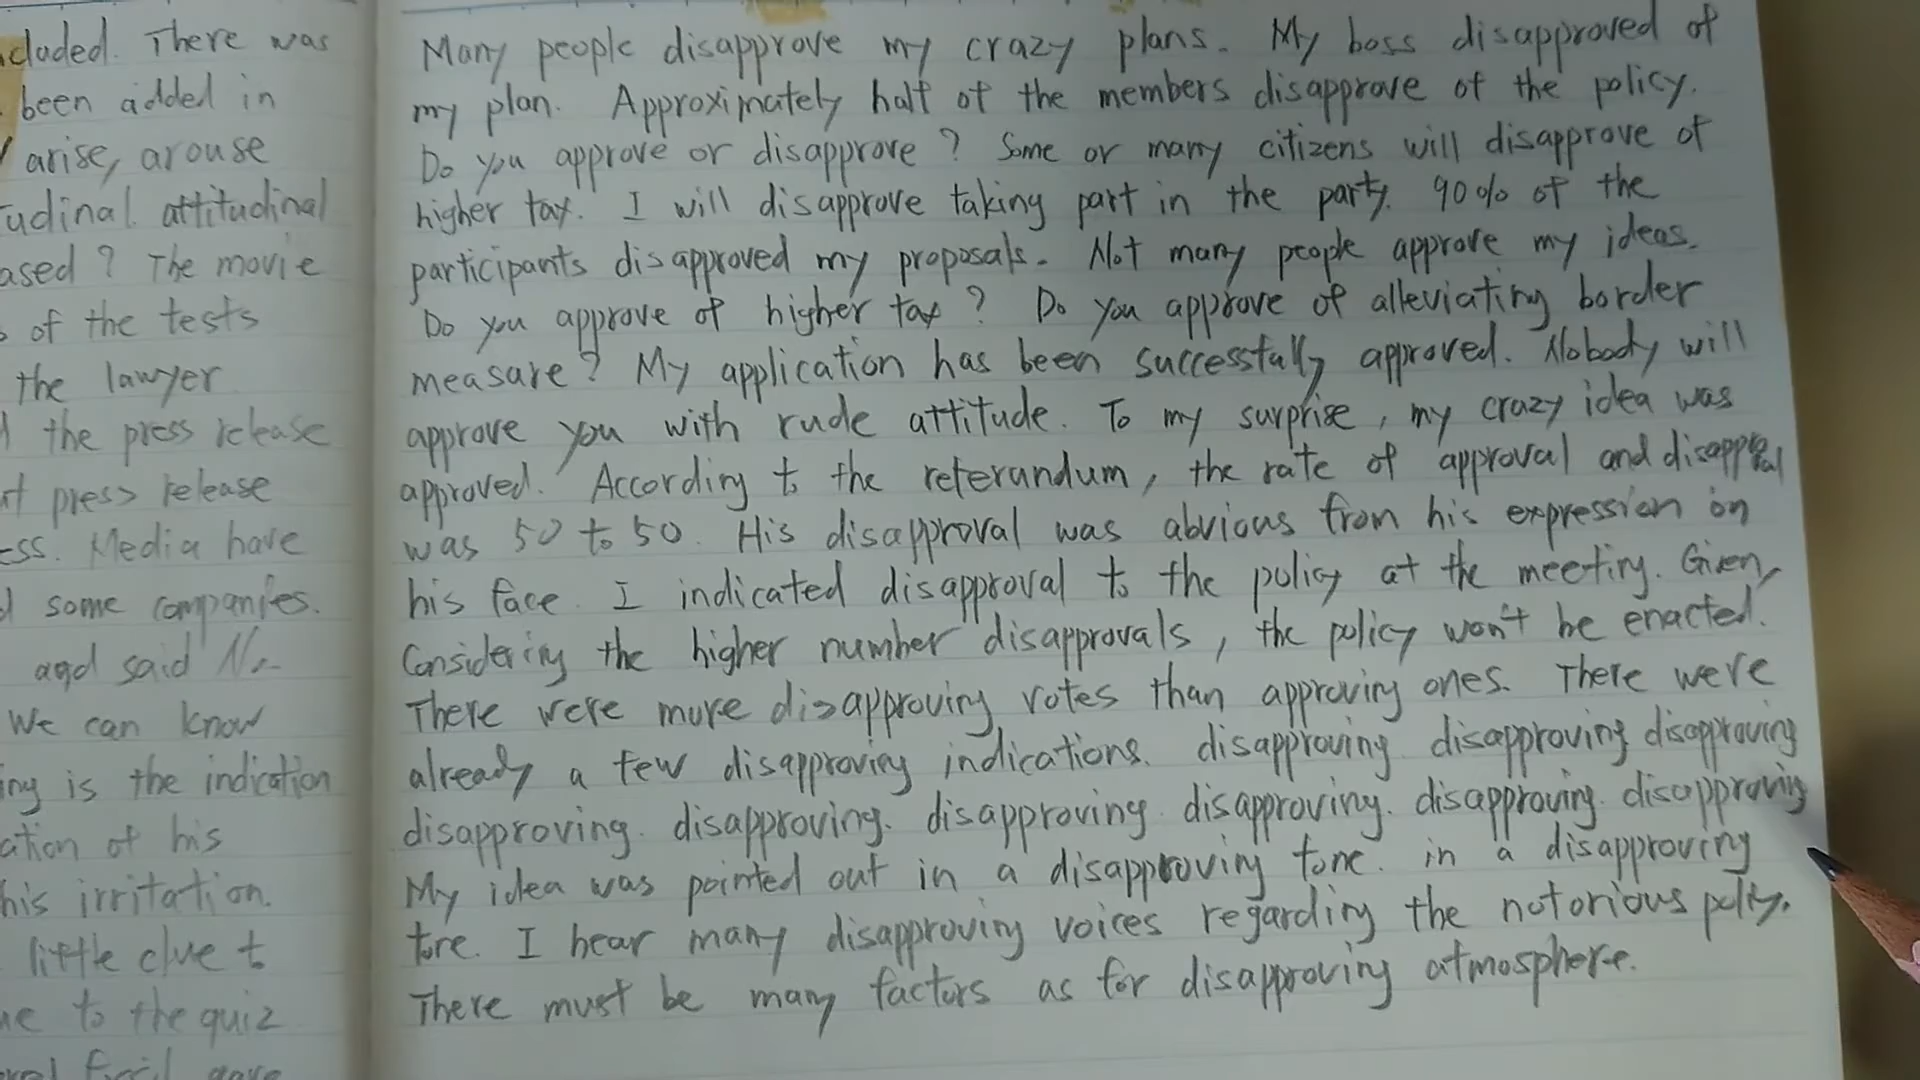 cluded. There was
been added in
arise, arouse
tudinal. attitudinal
ased? The movie
of the tests
the lawyer
the press release
press release
ess. Media have
some companies.
agd said No
We can know
ing is the indication
ation of his
his irritation.
little clue to
to the quiz
Many people disapprove my crazy plans. My boss disapproved of
my plan. Approximately half of the members disapprove of the policy.
Do you approve or disapprove? Some or many citizens will disapprove of
higher tax. I will disapprove taking part in the party. 90% of the
participants disapproved my proposals. Not many people approve my ideas.
Do you approve of higher tax? Do you approve of alleviating border
measure? My application has been successfully approved. Nobody will
approve you with rude attitude. To my surprise, my crazy idea was
approved. According to the referandum, the rate of approval and disapproval
was 50 to 50. His disapproval was abvious from his expression on
his face. I indicated disapproval to the policy at the meeting. Given,
Considering the higher number disapprovals, the policy won't be enacted.
There were more disapproving votes than approving ones. There were
already a few disapproving indications. disapproving disapproving disapproving
disapproving. disapproving. disapproving. disapproving. disapproving. disapproving
My idea was pointed out in a disapproving tone. in a disapproving
tone. I hear many disapproving voices regarding the notorious policy.
There must be many factors as for disapproving atmosphere.